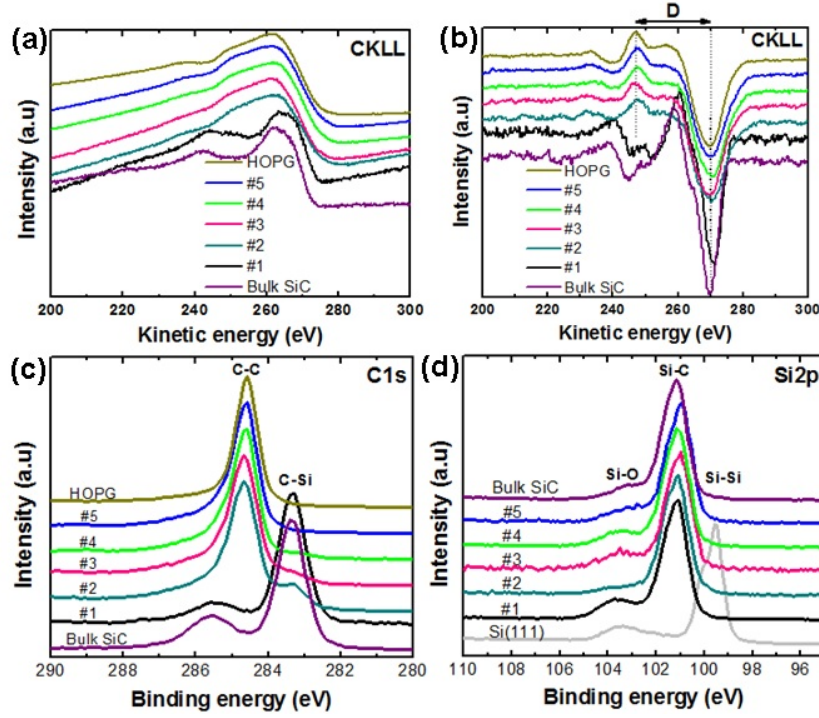 (a)
CKLL
Intensity (a.u)
HOPG
#5
#4
#3
#2
#1
Bulk SiC
200 220 240 260 280 300
Kinetic energy (eV)
D
(b)
CKLL
Intensity (a.u)
HOPG
#5
#4
#3
#2
#1
Bulk SiC
200 220 240 260 280 300
Kinetic energy (eV)
(c)
C-C
C1s
C-Si
Intensity (a.u)
HOPG
#5
#4
#3
#2
#1
Bulk SiC
290 288 286 284 282 280
Binding energy (eV)
(d)
Si-C
Si2p
Si-O
Si-Si
Intensity (a.u)
Bulk SiC
#5
#4
#3
#2
#1
Si(111)
110 108 106 104 102 100 98 96
Binding energy (eV)